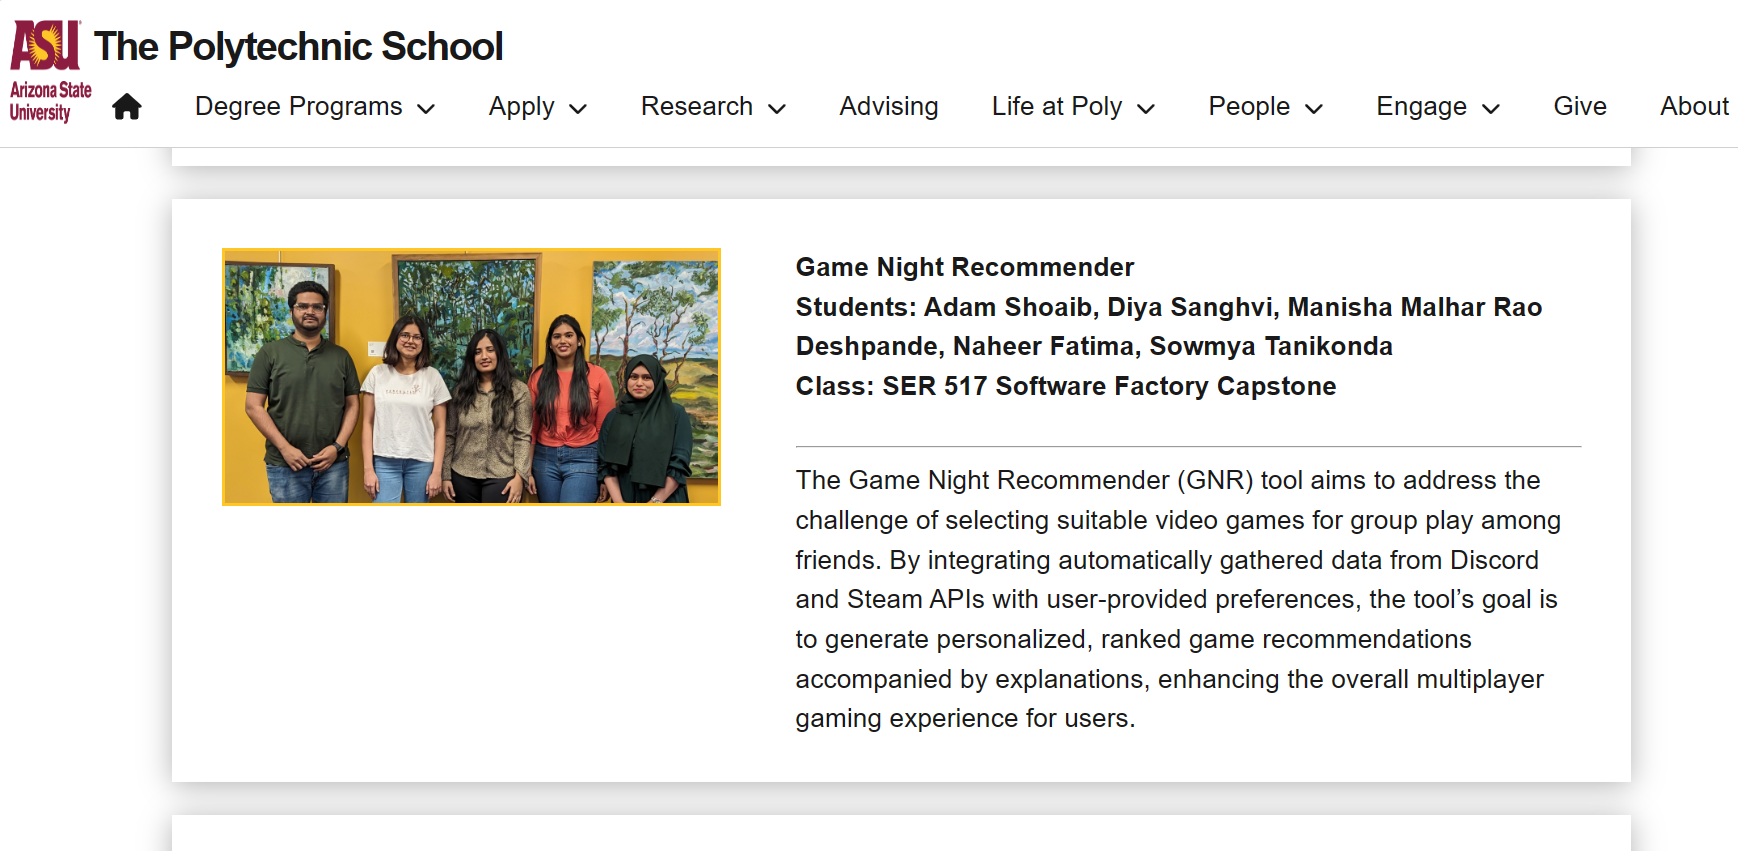 ASU
Arizona State
University
The Polytechnic School
Degree Programs Apply Research Advising Life at Poly People Engage Give About
Game Night Recommender
Students: Adam Shoaib, Diya Sanghvi, Manisha Malhar Rao
Deshpande, Naheer Fatima, Sowmya Tanikonda
Class: SER 517 Software Factory Capstone
The Game Night Recommender (GNR) tool aims to address the
challenge of selecting suitable video games for group play among
friends. By integrating automatically gathered data from Discord
and Steam APIs with user-provided preferences, the tool’s goal is
to generate personalized, ranked game recommendations
accompanied by explanations, enhancing the overall multiplayer
gaming experience for users.